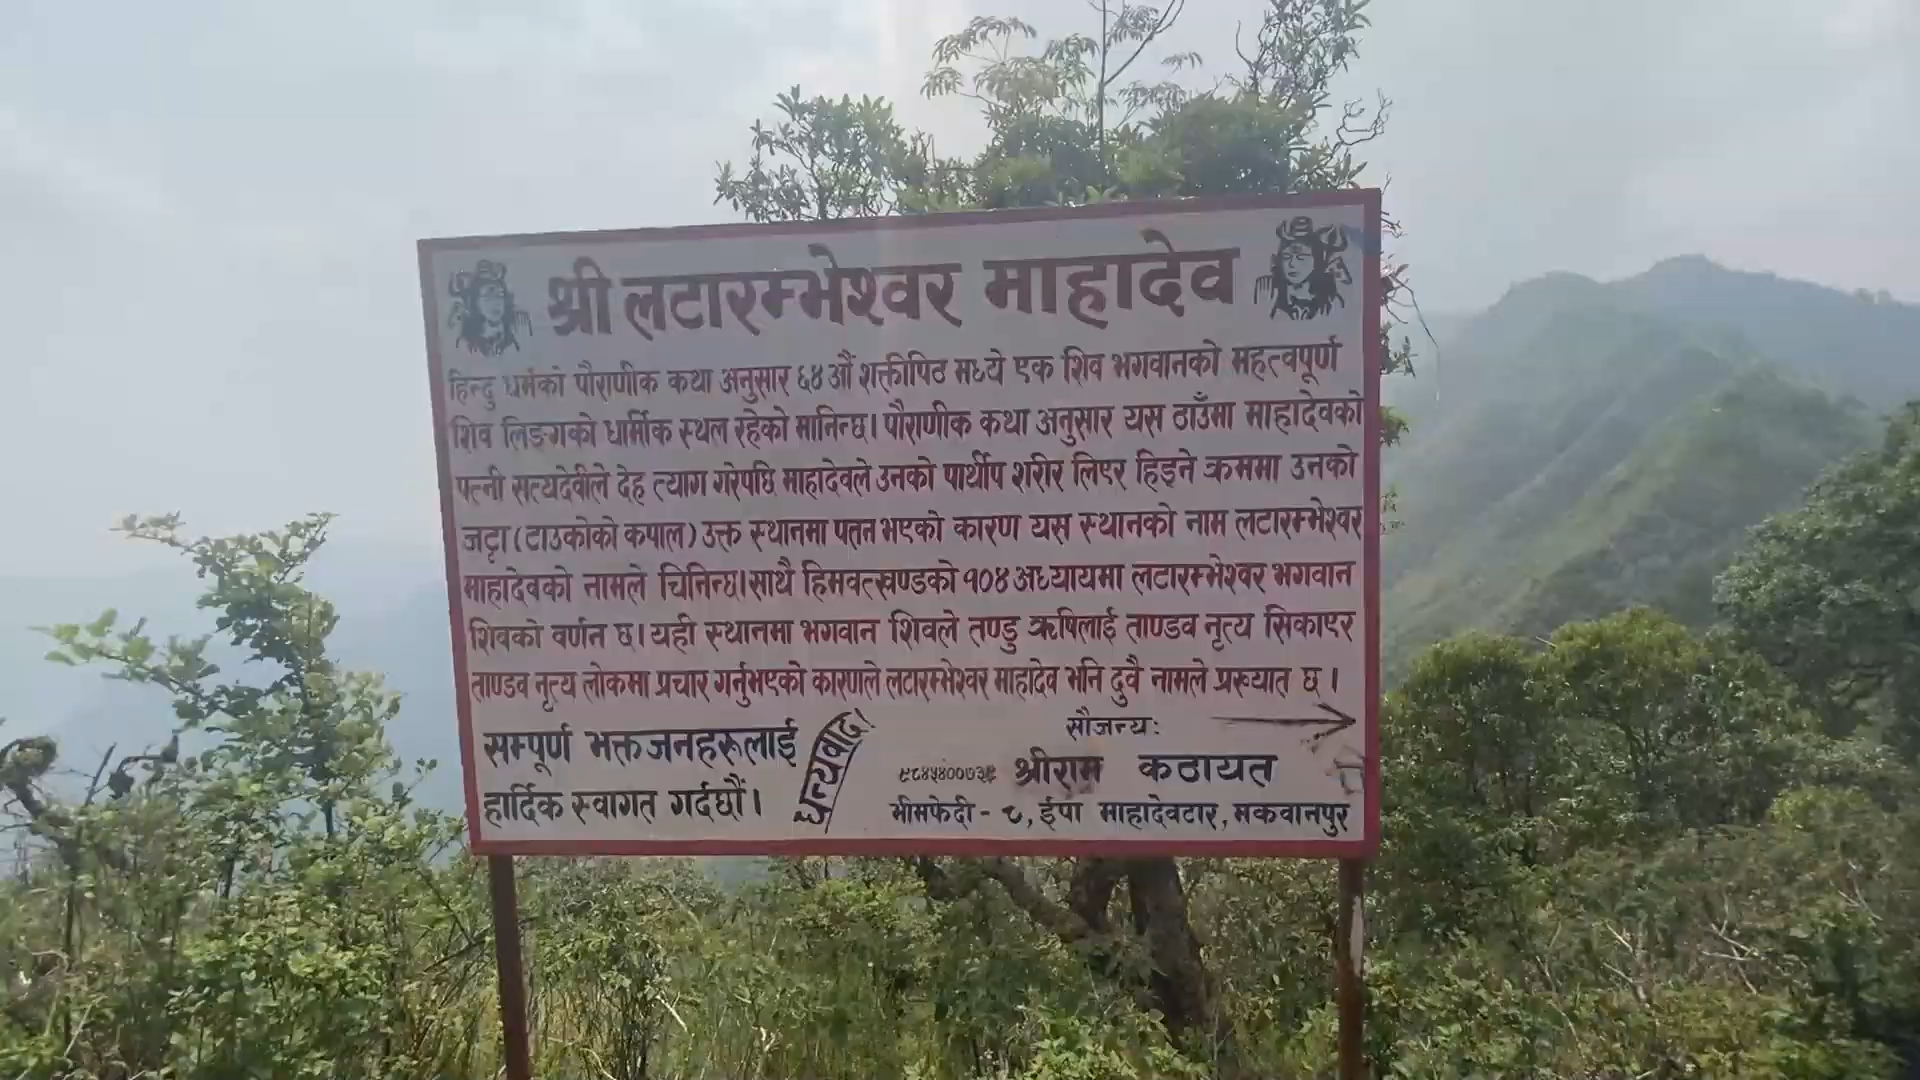 श्री लटारम्भेश्वर माहादेव
हिन्दु धर्मको पौराणीक कथा अनुसार ६४ औं शक्तीपिठ मध्ये एक शिव भगवानको महत्वपूर्ण
शिव लिङगको धार्मीक स्थल रहेको मानिन्छ। पौराणीक कथा अनुसार यस ठाउँमा माहादेवको
पत्नी सत्यदेवीले देह त्याग गरेपछि माहादेवले उनको पार्थीप शरीर लिएर हिड्ने क्रममा उनको
जट्टा (टाउकोको कपाल) उक्त स्थानमा पतन भएको कारण यस स्थानको नाम लटारम्भेश्वर
माहादेवको नामले चिनिन्छ। साथै हिमवत्खण्डको १०४ अध्यायमा लटारम्भेश्वर भगवान
शिवको वर्णन छ। यही स्थानमा भगवान शिवले तण्डु ऋषिलाई ताण्डव नृत्य सिकाएर
ताण्डव नृत्य लोकमा प्रचार गर्नुभएको कारणले लटारम्भेश्वर माहादेव भनि दुवै नामले प्रख्यात छ।
सम्पूर्ण भक्तजनहरूलाई
हार्दिक स्वागत गर्दछौं।
धन्यवाद!
सौजन्य:
श्रीराम कठायत
भीमफेदी - ८, ईपा माहादेवटार, मकवानपुर